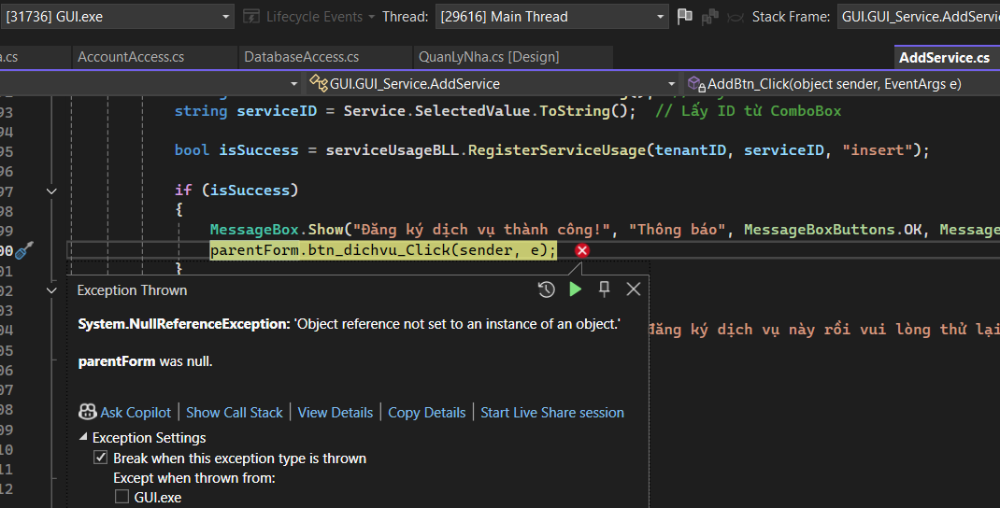 [31736] GUI.exe Lifecycle Events Thread: [29616] Main Thread Stack Frame: GUI.GUI_Service.AddServic
a.cs AccountAccess.cs DatabaseAccess.cs QuanLyNha.cs [Design] AddService.cs
GUI.GUI_Service.AddService AddBtn_Click(object sender, EventArgs e)
93 string serviceID = Service.SelectedValue.ToString(); // Lấy ID từ ComboBox
94
95 bool isSuccess = serviceUsageBLL.RegisterServiceUsage(tenantID, serviceID, "insert");
96
97 if (isSuccess)
98 {
99 MessageBox.Show("Đăng ký dịch vụ thành công!", "Thông báo", MessageBoxButtons.OK, Message
00 parentForm.btn_dichvu_Click(sender, e);
01 }
02 Exception Thrown
03
System.NullReferenceException: 'Object reference not set to an instance of an object.'
04 đăng ký dịch vụ này rồi vui lòng thử lại
05
parentForm was null.
06
07
08
Ask Copilot Show Call Stack View Details Copy Details Start Live Share session
09
Exception Settings
10
Break when this exception type is thrown
11
Except when thrown from:
12
GUI.exe